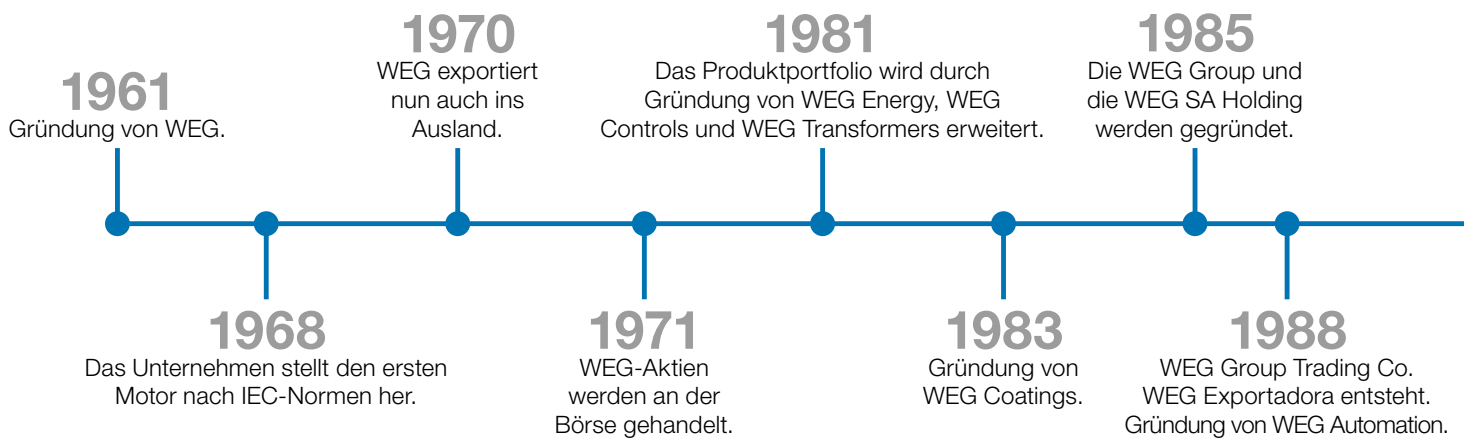 1961
Gründung von WEG.
1968
Das Unternehmen stellt den ersten
Motor nach IEC-Normen her.
1970
WEG exportiert
nun auch ins
Ausland.
1971
WEG-Aktien
werden an der
Börse gehandelt.
1981
Das Produktportfolio wird durch
Gründung von WEG Energy, WEG
Controls und WEG Transformers erweitert.
1983
Gründung von
WEG Coatings.
1985
Die WEG Group und
die WEG SA Holding
werden gegründet.
1988
WEG Group Trading Co.
WEG Exportadora entsteht.
Gründung von WEG Automation.